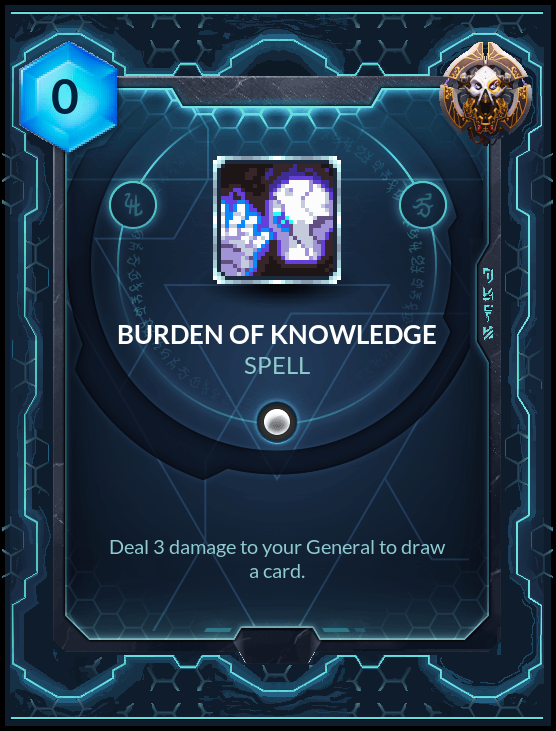 0
BURDEN OF KNOWLEDGE
SPELL
Deal 3 damage to your General to draw
a card.